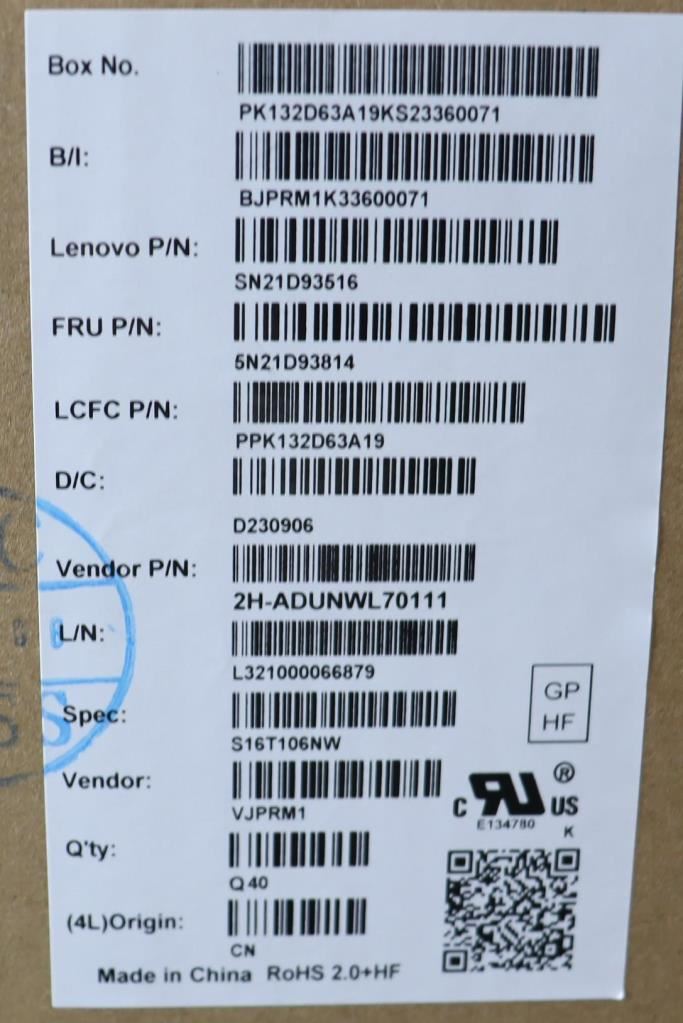 Box No.
PK132D63A19KS23360071
B/I:
BJPRM1K33600071
Lenovo P/N:
SN21D93516
FRU P/N:
5N21D93814
LCFC P/N:
PPK132D63A19
D/C:
D230906
Vendor P/N:
2H-ADUNWL70111
L/N:
L321000066879
Spec:
S16T106NW
GP
HF
Vendor:
VJPRM1
C UR ® US
E134780
K
Q'ty:
Q40
(4L)Origin:
CN
Made in China RoHS 2.0+HF